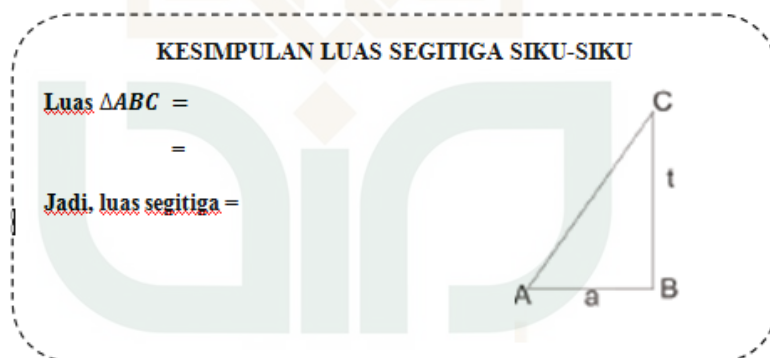 KESIMPULAN LUAS SEGITIGA SIKU-SIKU
Luas ΔABC =
=
Jadi, luas segitiga =
C
t
A a B